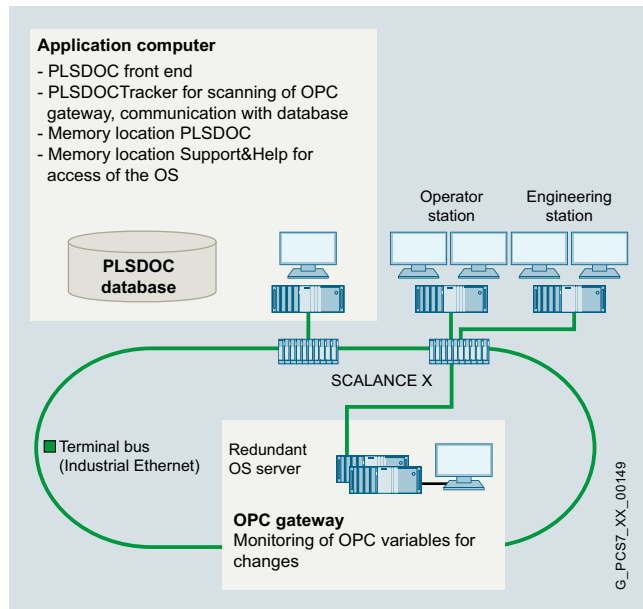 Application computer
- PLSDOC front end
- PLSDOCTracker for scanning of OPC
gateway, communication with database
- Memory location PLSDOC
- Memory location Support&Help for
access of the OS
Operator
station
Engineering
station
PLSDOC
database
SCALANCE X
Terminal bus
(Industrial Ethernet)
Redundant
OS server
OPC gateway
Monitoring of OPC variables for
changes
G_PCS7_XX_00149